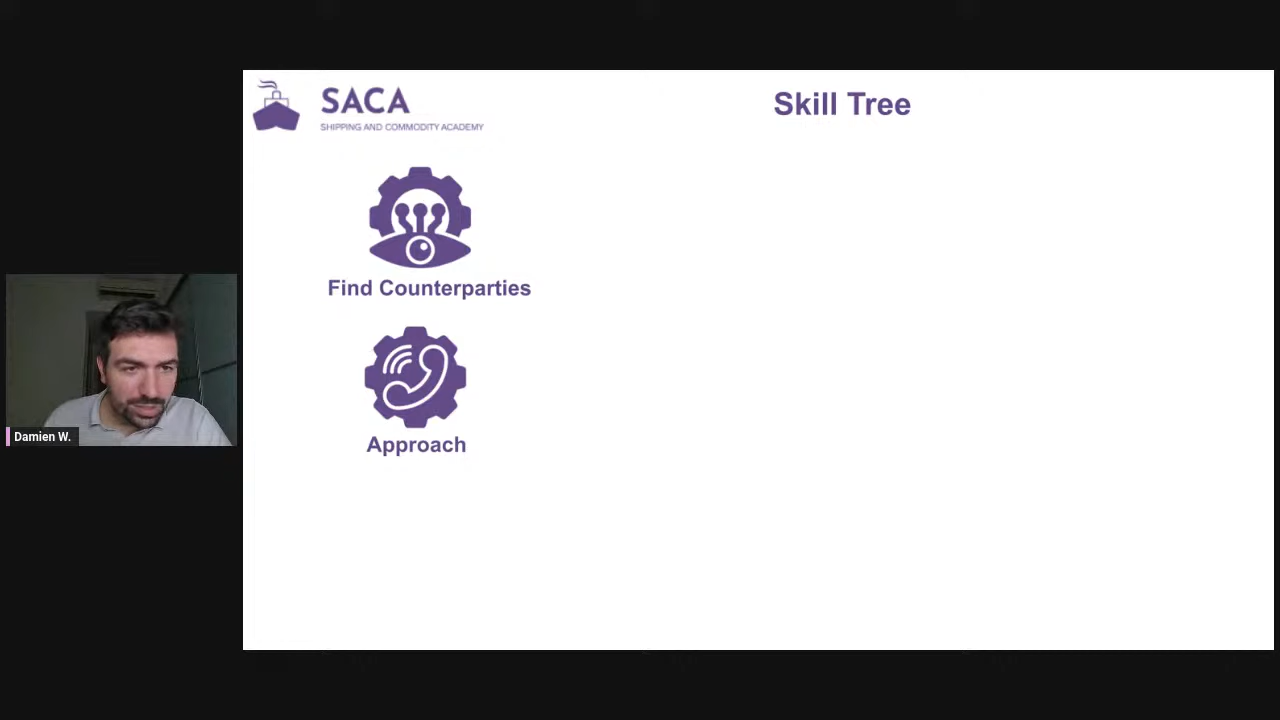 SACA
SHIPPING AND COMMODITY ACADEMY
Skill Tree
Find Counterparties
Approach
Damien W.